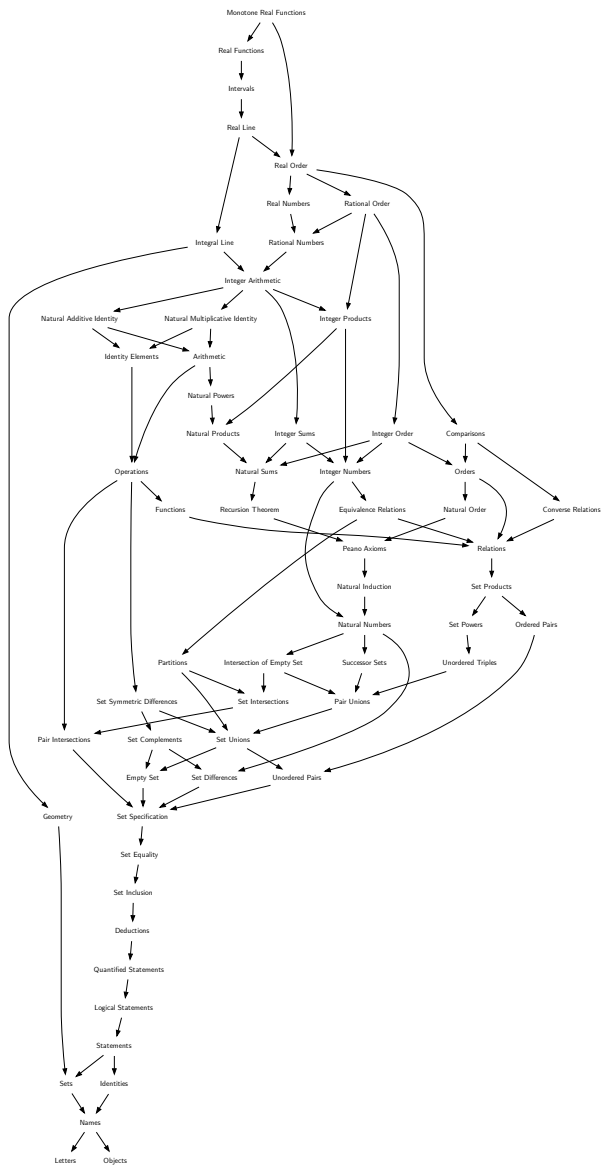 Monotone Real Functions
Real Functions
Intervals
Real Line
Real Order
Real Numbers
Rational Order
Integral Line
Rational Numbers
Integer Arithmetic
Natural Additive Identity
Natural Multiplicative Identity
Integer Products
Identity Elements
Arithmetic
Natural Powers
Natural Products
Integer Sums
Integer Order
Comparisons
Operations
Natural Sums
Integer Numbers
Orders
Functions
Recursion Theorem
Equivalence Relations
Natural Order
Converse Relations
Peano Axioms
Relations
Natural Induction
Set Products
Natural Numbers
Set Powers
Ordered Pairs
Partitions
Intersection of Empty Set
Successor Sets
Unordered Triples
Set Symmetric Differences
Set Intersections
Pair Unions
Pair Intersections
Set Complements
Set Unions
Empty Set
Set Differences
Unordered Pairs
Geometry
Set Specification
Set Equality
Set Inclusion
Deductions
Quantified Statements
Logical Statements
Statements
Sets
Identities
Names
Letters
Objects